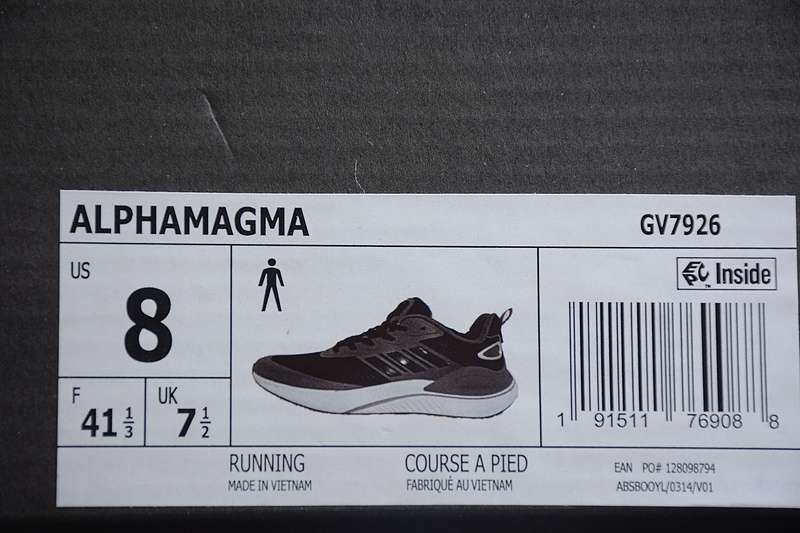 ALPHAMAGMA GV7926
US
8
EPC™ Inside
F 41 1/3
UK 7 1/2
1 91511 76908 8
RUNNING
MADE IN VIETNAM
COURSE A PIED
FABRIQUÉ AU VIETNAM
EAN PO# 128098794
ABSBOOYL/0314/V01